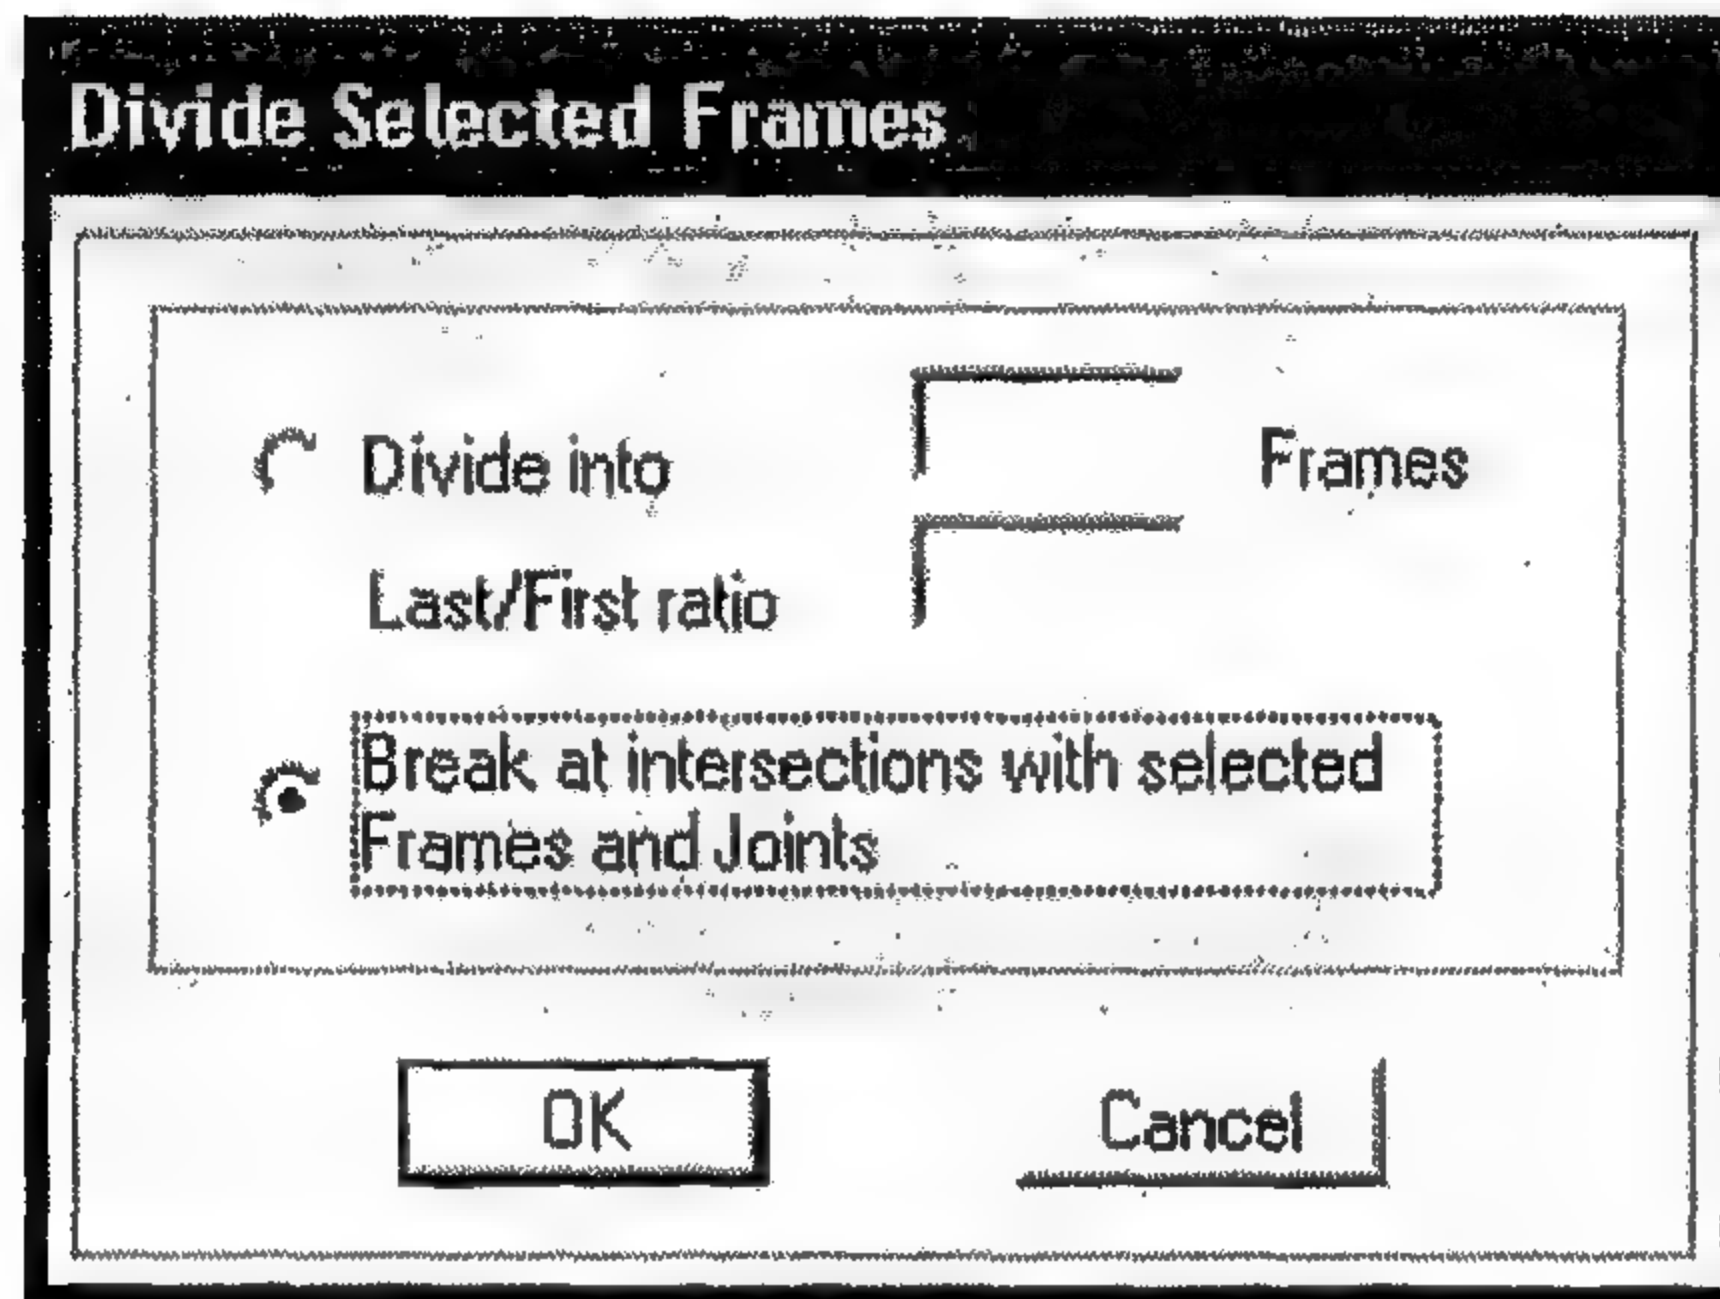 Divide Selected Frames
Divide into Frames
Last/First ratio
Break at intersections with selected
Frames and Joints
OK Cancel